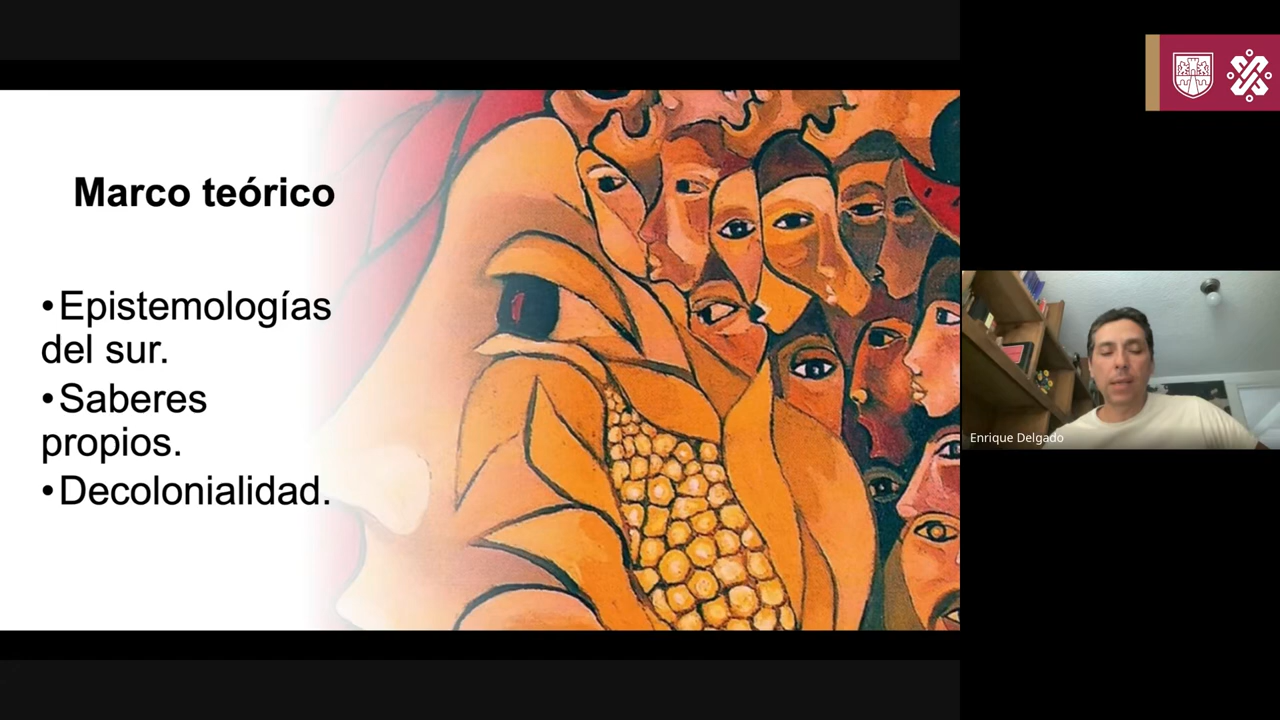 Marco teórico
•Epistemologías
del sur.
•Saberes
propios.
•Decolonialidad.
Enrique Delgado